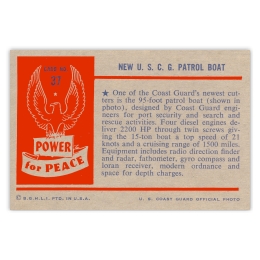 CARD NO.
NEW U. S. C. G. PATROL BOAT
★ One of the Coast Guard's newest cut-
ters is the 95-foot patrol boat (shown in
photo), designed by Coast Guard engi-
neers for port security and search and
rescue activities. Four diesel engines de-
liver 2200 HP through twin screws giv-
ing the 15-ton boat a top speed of 21
knots and a cruising range of 1500 miles.
Equipment includes radio direction finder
and radar, fathometer, gyro compass and
loran receiver, modern ordnance and
space for depth charges.
POWER
for PEACE
U. S. COAST GUARD OFFICIAL PHOTO